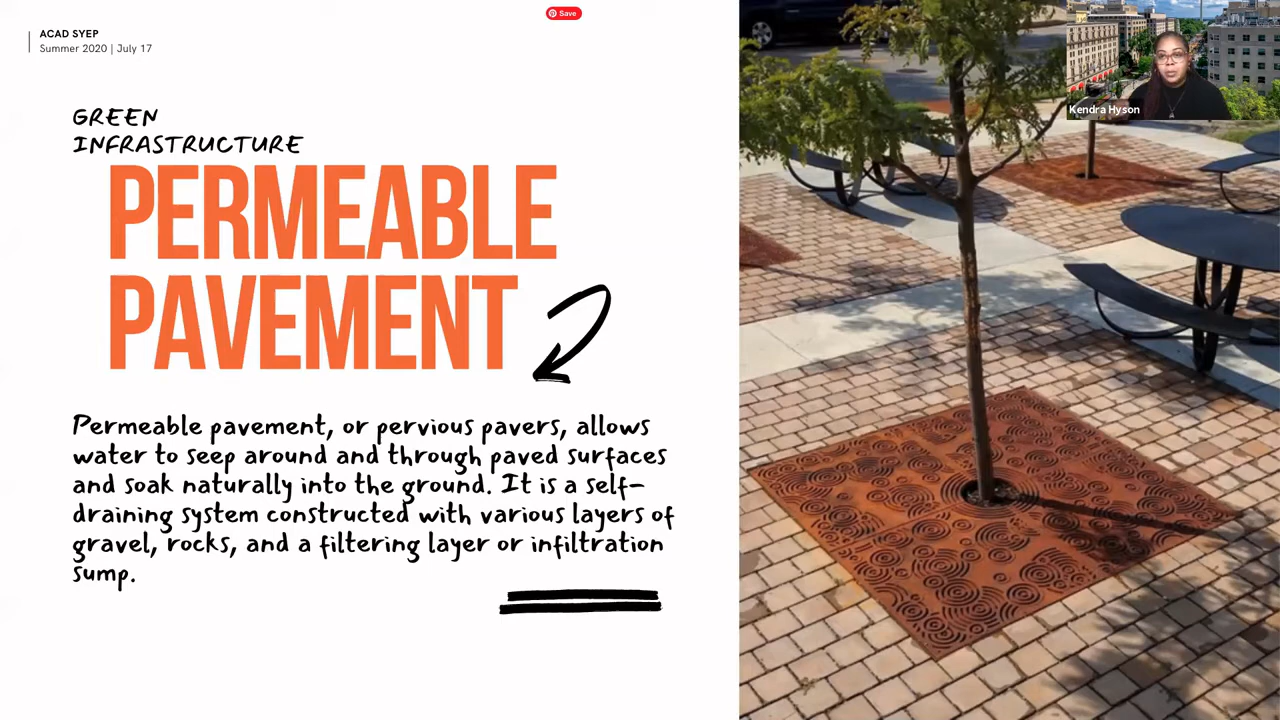 Save
ACAD SYEP
Summer 2020 | July 17
Kendra Hyson
GREEN
INFRASTRUCTURE
PERMEABLE
PAVEMENT
Permeable pavement, or pervious pavers, allows
water to seep around and through paved surfaces
and soak naturally into the ground. It is a self-
draining system constructed with various layers of
gravel, rocks, and a filtering layer or infiltration
sump.